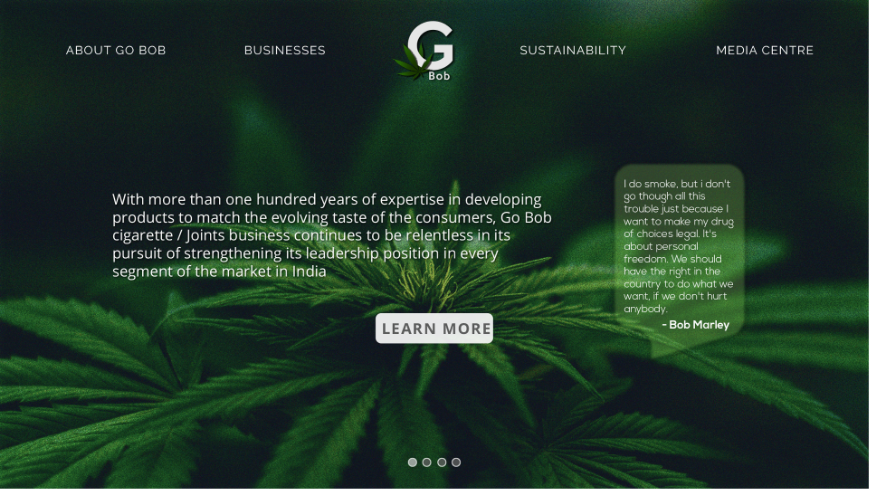 ABOUT GO BOB
BUSINESSES
G
Bob
SUSTAINABILITY
MEDIA CENTRE
With more than one hundred years of expertise in developing
products to match the evolving taste of the consumers, Go Bob
cigarette / Joints business continues to be relentless in its
pursuit of strengthening its leadership position in every
segment of the market in India
LEARN MORE
I do smoke, but i don't
go though all this
trouble just because I
want to make my drug
of choices legal. It's
about personal
freedom. We should
have the right in the
country to do what we
want, if we don't hurt
anybody.
- Bob Marley